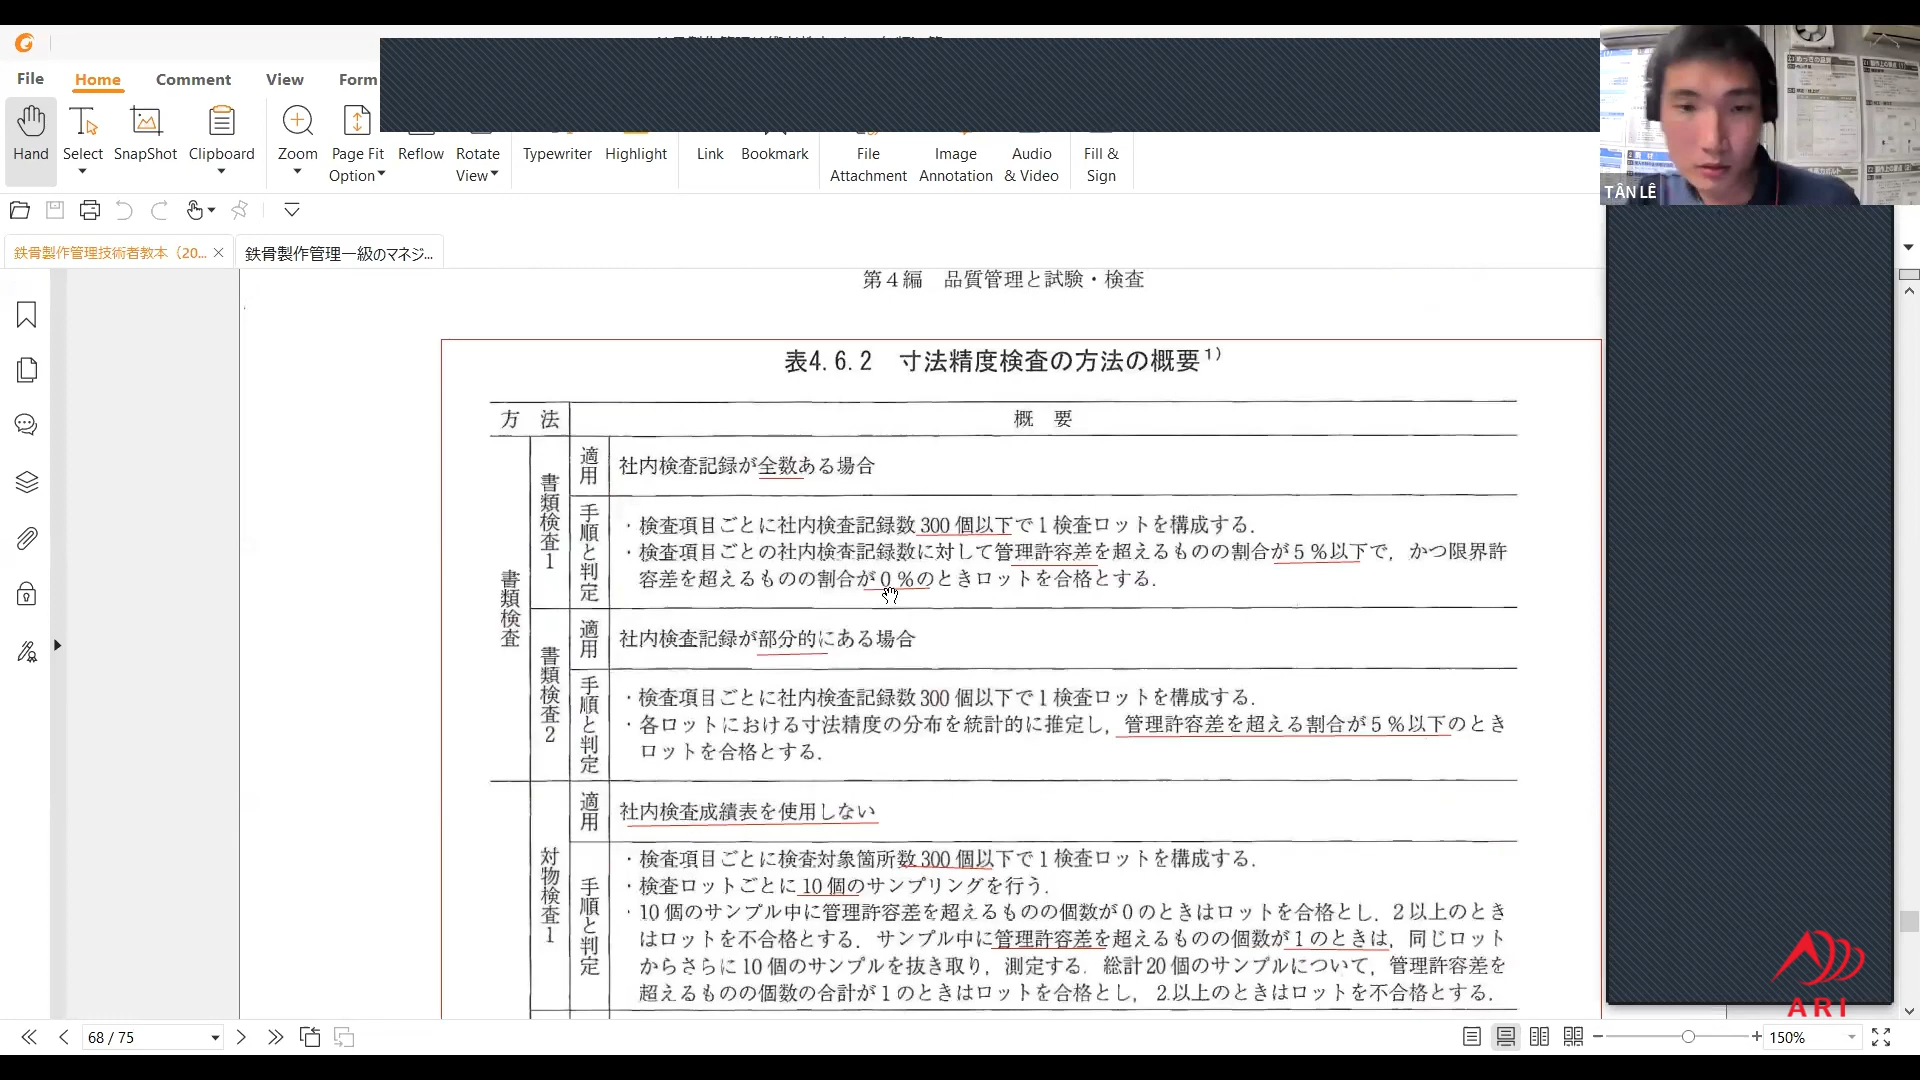 File
Home
Comment
View
Form
Hand
Select
SnapShot
Clipboard
Zoom
Page Fit
Option
Reflow
Rotate
View
Typewriter
Highlight
Link
Bookmark
File
Attachment
Image
Annotation
Audio
& Video
Fill &
Sign
TÂN LÊ
鉄骨製作管理技術者教本（20...
鉄骨製作管理一級のマネジ...
第4編 品質管理と試験・検査
表4.6.2 寸法精度検査の方法の概要1)
方 法
概 要
書類検査
書類検査1
適用
社内検査記録が全数ある場合
手順と判定
・検査項目ごとに社内検査記録数300個以下で1検査ロットを構成する．
・検査項目ごとの社内検査記録数に対して管理許容差を超えるものの割合が5％以下で，かつ限界許
容差を超えるものの割合が0％のときロットを合格とする．
書類検査2
適用
社内検査記録が部分的にある場合
手順と判定
・検査項目ごとに社内検査記録数300個以下で1検査ロットを構成する．
・各ロットにおける寸法精度の分布を統計的に推定し，管理許容差を超える割合が5％以下のとき
ロットを合格とする．
対物検査1
適用
社内検査成績表を使用しない
手順と判定
・検査項目ごとに検査対象箇所数300個以下で1検査ロットを構成する．
・検査ロットごとに10個のサンプリングを行う．
・10個のサンプル中に管理許容差を超えるものの個数が0のときはロットを合格とし，2以上のとき
はロットを不合格とする．サンプル中に管理許容差を超えるものの個数が1のときは，同じロット
からさらに10個のサンプルを抜き取り，測定する．総計20個のサンプルについて，管理許容差を
超えるものの個数の合計が1のときはロットを合格とし，2以上のときはロットを不合格とする．
ARI
68 / 75
150%